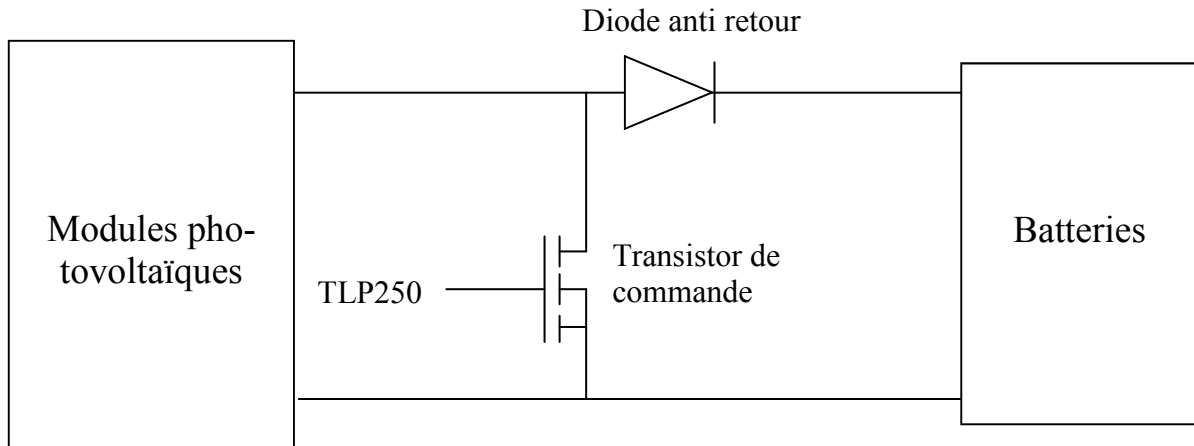 Diode anti retour
Modules pho-
tovoltaïques
TLP250
Transistor de
commande
Batteries